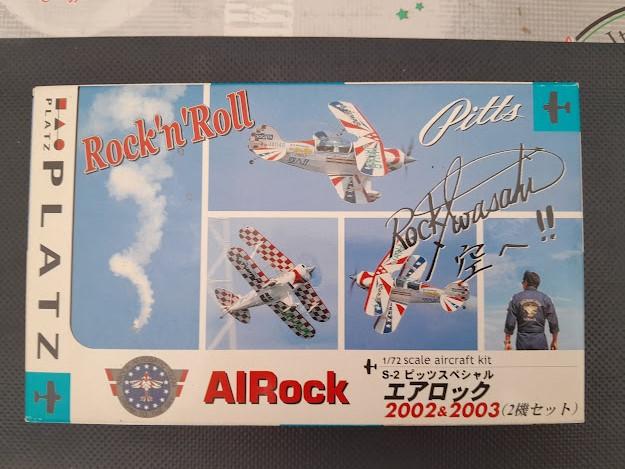 PLATZ
PLATZ
Rock'n'Roll
Pitts
Rock Iwasaki
空へ!!
1/72 scale aircraft kit
S-2 ピッツスペシャル
AIRock
エアロック
2002&2003(2機セット)